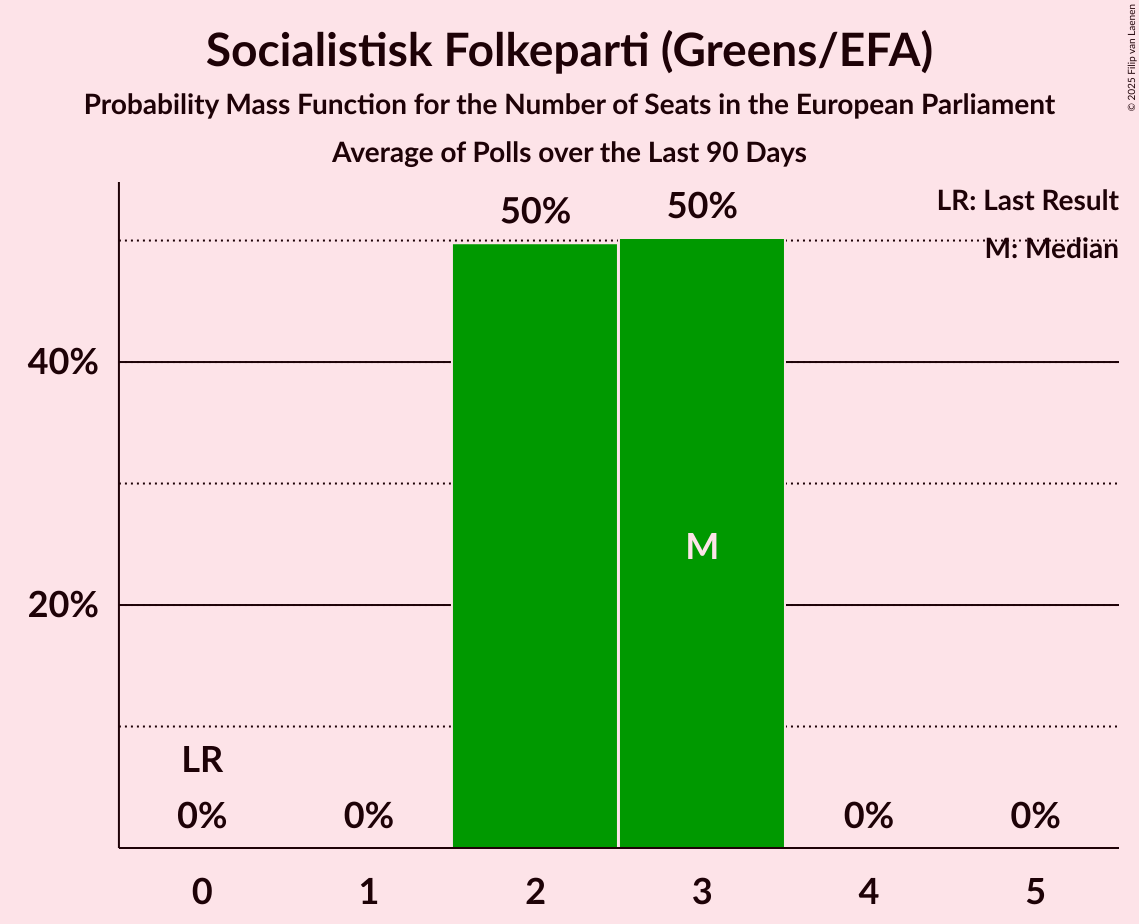 Socialistisk Folkeparti (Greens/EFA)
Probability Mass Function for the Number of Seats in the European Parliament
Average of Polls over the Last 90 Days
© 2025 Filip van Laenen
LR: Last Result
M: Median
50%
50%
40%
20%
M
LR
0%
0%
0%
0%
0
1
2
3
4
5